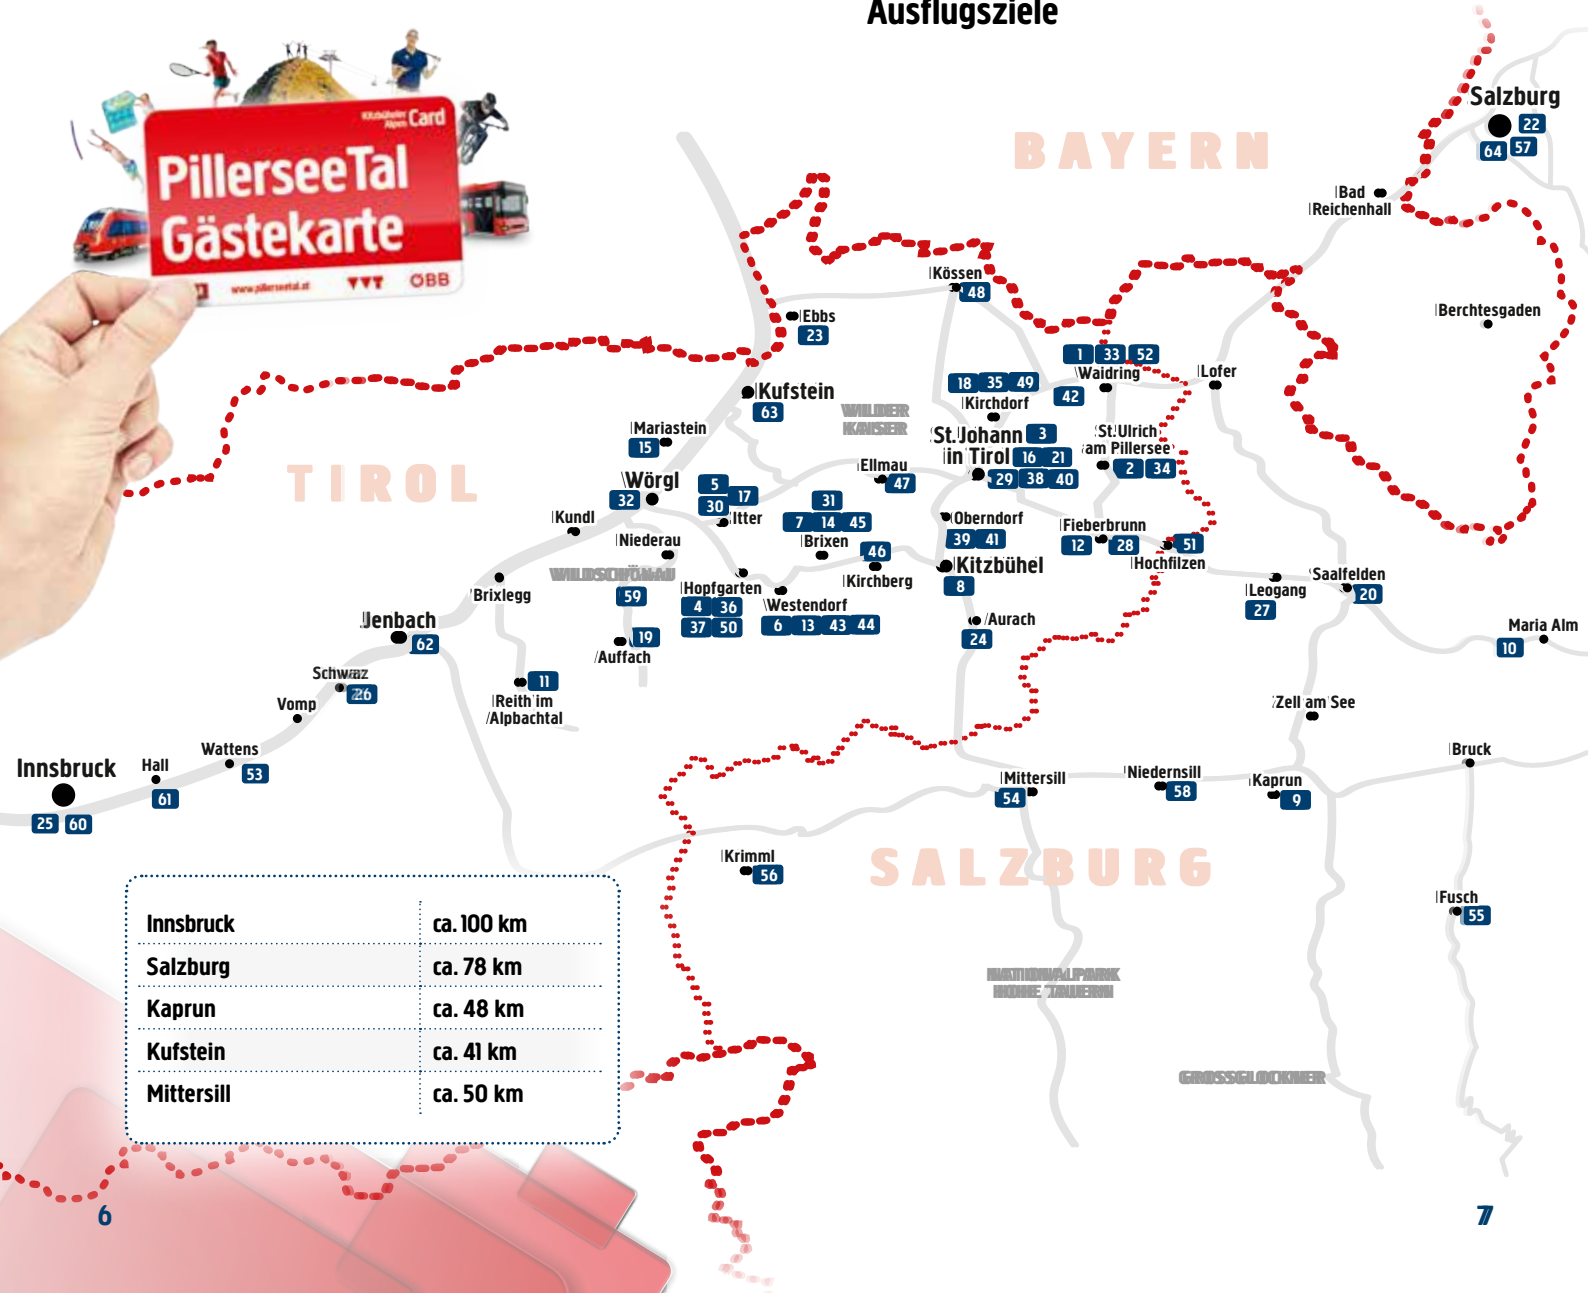 Ausflugsziele
Kitzbüheler
Alpen Card
PillerseeTal
Gästekarte
www.pillerseetal.at
VVT
ÖBB
BAYERN
TIROL
SALZBURG
Salzburg
22
64 57
Bad
Reichenhall
Berchtesgaden
Kössen
48
Ebbs
23
Kufstein
63
WILDER
KAISER
1 33 52
Waidring
42
Lofer
18 35 49
Kirchdorf
St. Johann 3
in Tirol 16 21
29 38 40
St. Ulrich
am Pillersee
2 34
Mariastein
15
Wörgl
32
5
17
30
Itter
Ellmau
47
31
7 14 45
Brixen
46
Kirchberg
Oberndorf
39 41
Kitzbühel
8
Fieberbrunn
12 28
51
Hochfilzen
Kundl
Niederau
WILDSCHÖNAU
59
19
Auffach
Hopfgarten
4 36
37 50
Westendorf
6 13 43 44
Aurach
24
Leogang
27
Saalfelden
20
Maria Alm
10
Brixlegg
Jenbach
62
Schwaz
26
11
Reith im
Alpbachtal
Vomp
Wattens
53
Hall
61
Innsbruck
25 60
Zell am See
Bruck
Mittersill
54
Niedernsill
58
Kaprun
9
Krimml
56
Fusch
55
NATIONALPARK
HOHE TAUERN
GROSSGLOCKNER
Innsbruck ca. 100 km
Salzburg ca. 78 km
Kaprun ca. 48 km
Kufstein ca. 41 km
Mittersill ca. 50 km
6
7